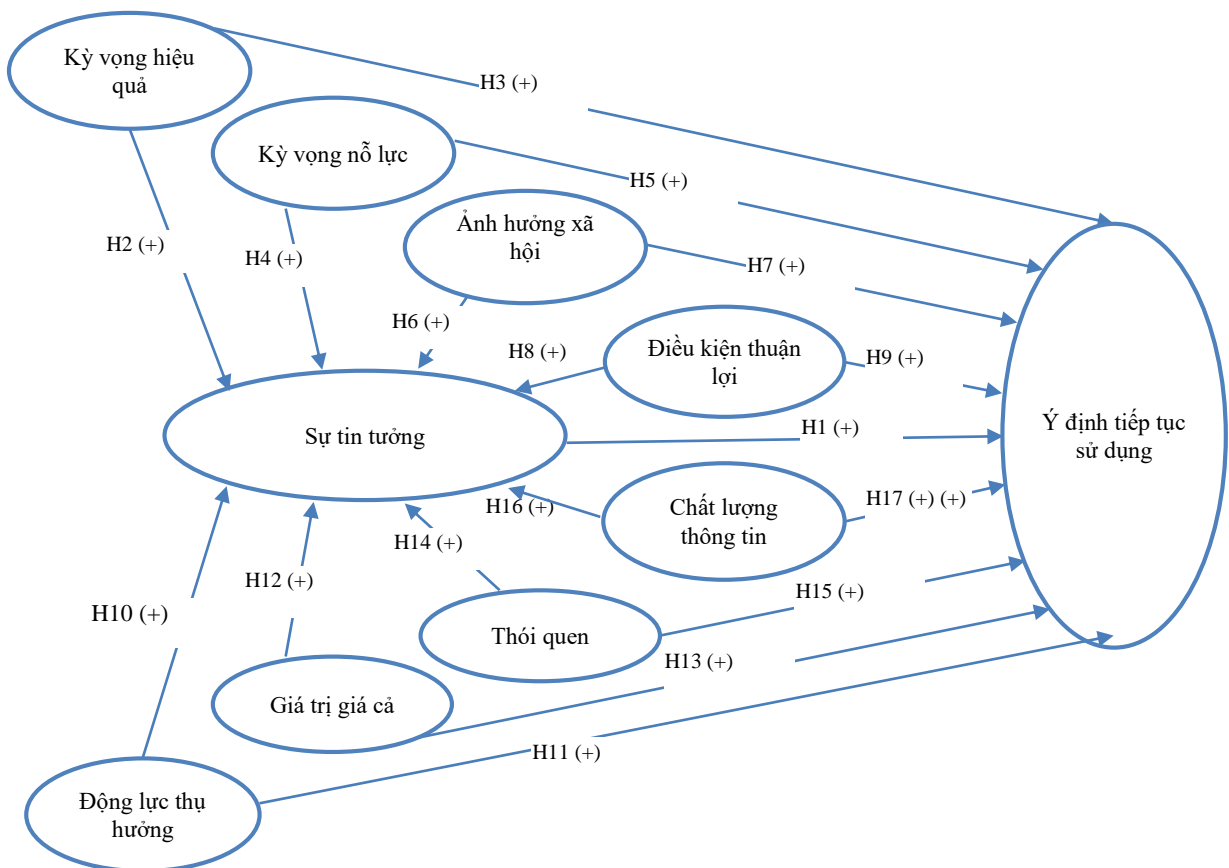 Kỳ vọng hiệu
quả
H3 (+)
Kỳ vọng nỗ lực
H5 (+)
Ảnh hưởng xã
hội
H2 (+)
H4 (+)
H7 (+)
H6 (+)
H8 (+)
Điều kiện thuận
lợi
H9 (+)
Sự tin tưởng
H1 (+)
Ý định tiếp tục
sử dụng
H16 (+)
Chất lượng
thông tin
H17 (+) (+)
H14 (+)
H12 (+)
H15 (+)
H10 (+)
Thói quen
H13 (+)
Giá trị giá cả
H11 (+)
Động lực thụ
hưởng